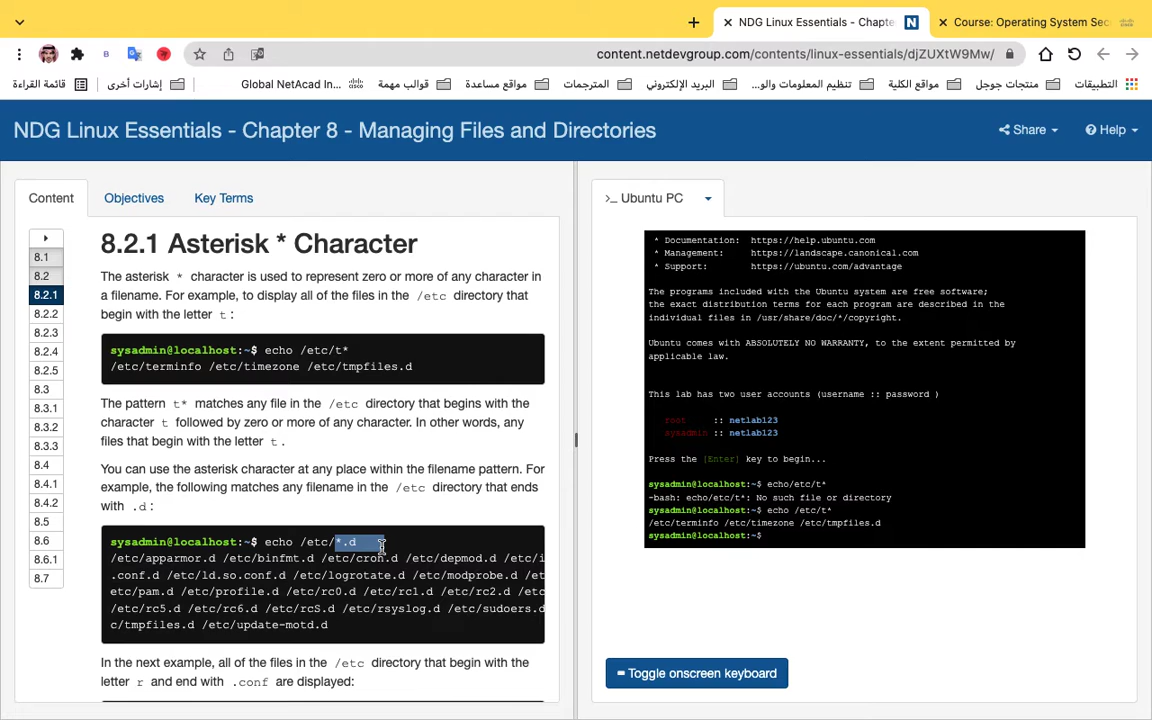 NDG Linux Essentials - Chapte
Course: Operating System Sec
content.netdevgroup.com/contents/linux-essentials/djZUXtW9Mw/
التطبيقات
منتجات جوجل
مواقع الكلية
تنظيم المعلومات والو...
البريد الإلكتروني
المترجمات
مواقع مساعدة
قوالب مهمة
Global NetAcad In...
إشارات أخرى
قائمة القراءة
NDG Linux Essentials - Chapter 8 - Managing Files and Directories
Share
Help
Content
Objectives
Key Terms
8.1
8.2
8.2.1
8.2.2
8.2.3
8.2.4
8.2.5
8.3
8.3.1
8.3.2
8.3.3
8.4
8.4.1
8.4.2
8.5
8.6
8.6.1
8.7
8.2.1 Asterisk * Character
The asterisk * character is used to represent zero or more of any character in
a filename. For example, to display all of the files in the /etc directory that
begin with the letter t :
sysadmin@localhost:~$ echo /etc/t*
/etc/terminfo /etc/timezone /etc/tmpfiles.d
The pattern t* matches any file in the /etc directory that begins with the
character t followed by zero or more of any character. In other words, any
files that begin with the letter t .
You can use the asterisk character at any place within the filename pattern. For
example, the following matches any filename in the /etc directory that ends
with .d :
sysadmin@localhost:~$ echo /etc/*.d
/etc/apparmor.d /etc/binfmt.d /etc/cron.d /etc/depmod.d /etc/i
.conf.d /etc/ld.so.conf.d /etc/logrotate.d /etc/modprobe.d /et
etc/pam.d /etc/profile.d /etc/rc0.d /etc/rc1.d /etc/rc2.d /etc
/etc/rc5.d /etc/rc6.d /etc/rcS.d /etc/rsyslog.d /etc/sudoers.d
c/tmpfiles.d /etc/update-motd.d
In the next example, all of the files in the /etc directory that begin with the
letter r and end with .conf are displayed:
>_ Ubuntu PC
* Documentation: https://help.ubuntu.com
* Management: https://landscape.canonical.com
* Support: https://ubuntu.com/advantage
The programs included with the Ubuntu system are free software;
the exact distribution terms for each program are described in the
individual files in /usr/share/doc/*/copyright.
Ubuntu comes with ABSOLUTELY NO WARRANTY, to the extent permitted by
applicable law.
This lab has two user accounts (username :: password )
root :: netlab123
sysadmin :: netlab123
Press the [Enter] key to begin...
sysadmin@localhost:~$ echo/etc/t*
-bash: echo/etc/t*: No such file or directory
sysadmin@localhost:~$ echo /etc/t*
/etc/terminfo /etc/timezone /etc/tmpfiles.d
sysadmin@localhost:~$
Toggle onscreen keyboard